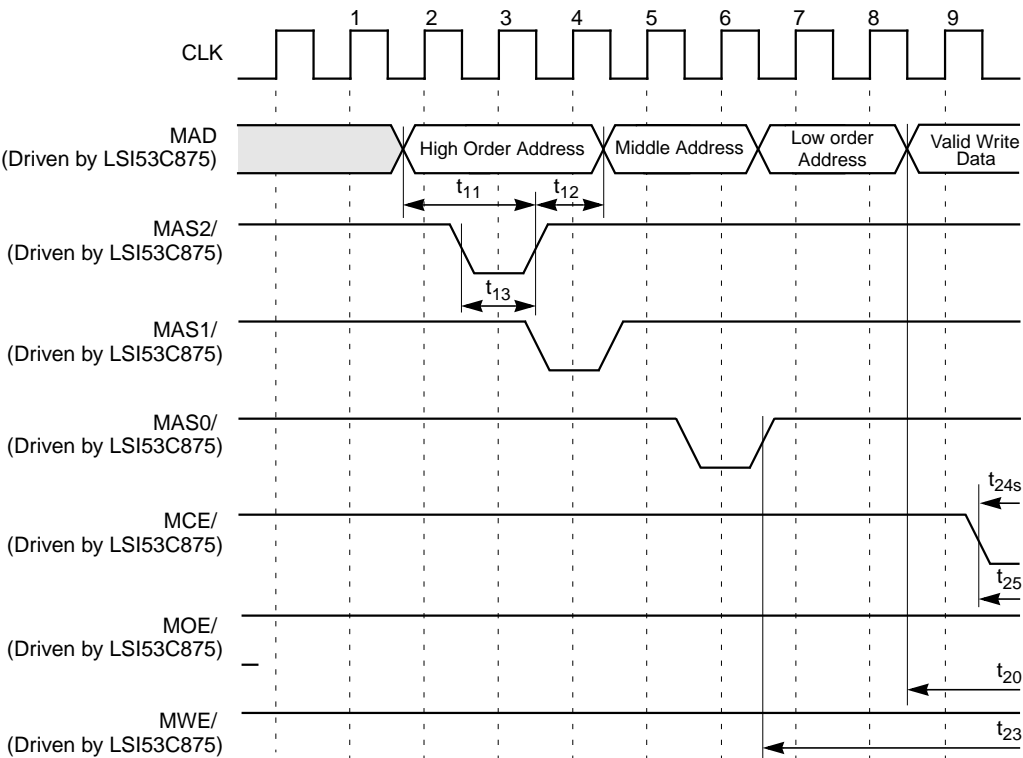 1 2 3 4 5 6 7 8 9
CLK
MAD
(Driven by LSI53C875)
High Order Address
Middle Address
Low order
Address
Valid Write
Data
t11
t12
MAS2/
(Driven by LSI53C875)
t13
MAS1/
(Driven by LSI53C875)
MAS0/
(Driven by LSI53C875)
t24s
MCE/
(Driven by LSI53C875)
t25
MOE/
(Driven by LSI53C875)
t20
MWE/
(Driven by LSI53C875)
t23